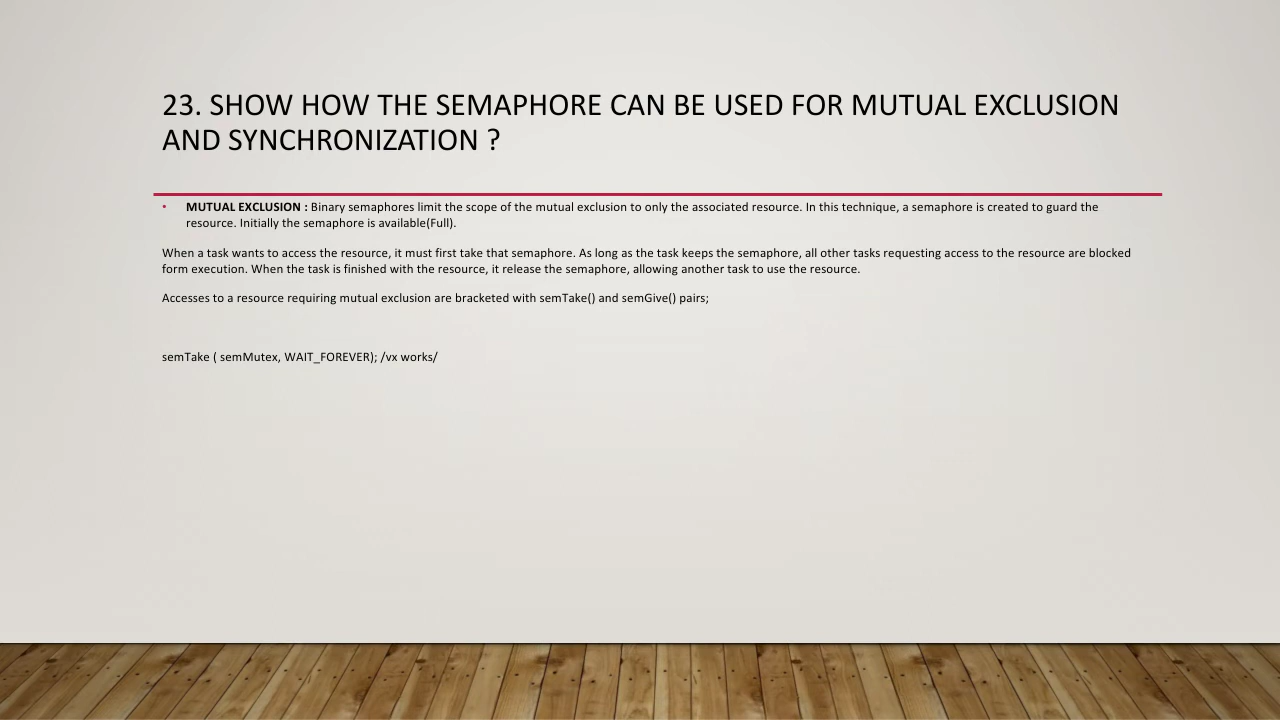 23. SHOW HOW THE SEMAPHORE CAN BE USED FOR MUTUAL EXCLUSION
AND SYNCHRONIZATION ?
• MUTUAL EXCLUSION : Binary semaphores limit the scope of the mutual exclusion to only the associated resource. In this technique, a semaphore is created to guard the
resource. Initially the semaphore is available(Full).
When a task wants to access the resource, it must first take that semaphore. As long as the task keeps the semaphore, all other tasks requesting access to the resource are blocked
form execution. When the task is finished with the resource, it release the semaphore, allowing another task to use the resource.
Accesses to a resource requiring mutual exclusion are bracketed with semTake() and semGive() pairs;
semTake ( semMutex, WAIT_FOREVER); /vx works/